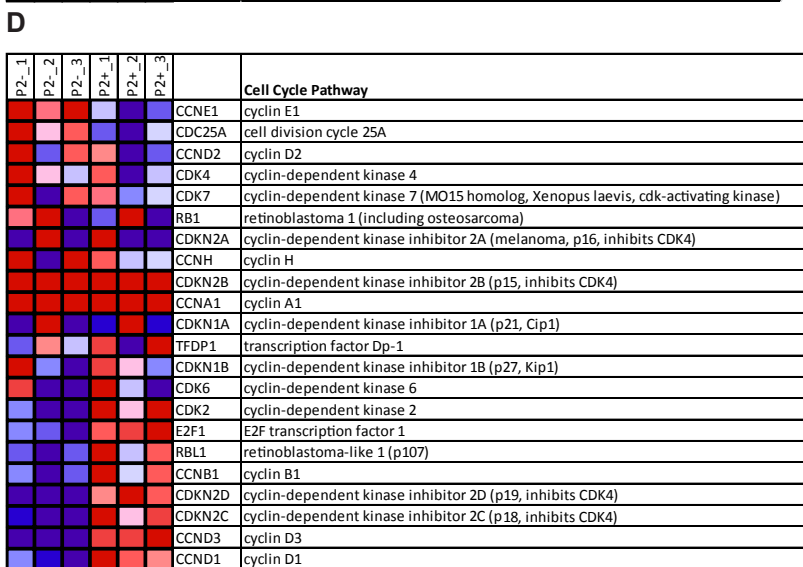 D
P2-_1 P2-_2 P2-_3 P2+_1 P2+_2 P2+_3 Cell Cycle Pathway
CCNE1 cyclin E1
CDC25A cell division cycle 25A
CCND2 cyclin D2
CDK4 cyclin-dependent kinase 4
CDK7 cyclin-dependent kinase 7 (MO15 homolog, Xenopus laevis, cdk-activating kinase)
RB1 retinoblastoma 1 (including osteosarcoma)
CDKN2A cyclin-dependent kinase inhibitor 2A (melanoma, p16, inhibits CDK4)
CCNH cyclin H
CDKN2B cyclin-dependent kinase inhibitor 2B (p15, inhibits CDK4)
CCNA1 cyclin A1
CDKN1A cyclin-dependent kinase inhibitor 1A (p21, Cip1)
TFDP1 transcription factor Dp-1
CDKN1B cyclin-dependent kinase inhibitor 1B (p27, Kip1)
CDK6 cyclin-dependent kinase 6
CDK2 cyclin-dependent kinase 2
E2F1 E2F transcription factor 1
RBL1 retinoblastoma-like 1 (p107)
CCNB1 cyclin B1
CDKN2D cyclin-dependent kinase inhibitor 2D (p19, inhibits CDK4)
CDKN2C cyclin-dependent kinase inhibitor 2C (p18, inhibits CDK4)
CCND3 cyclin D3
CCND1 cyclin D1